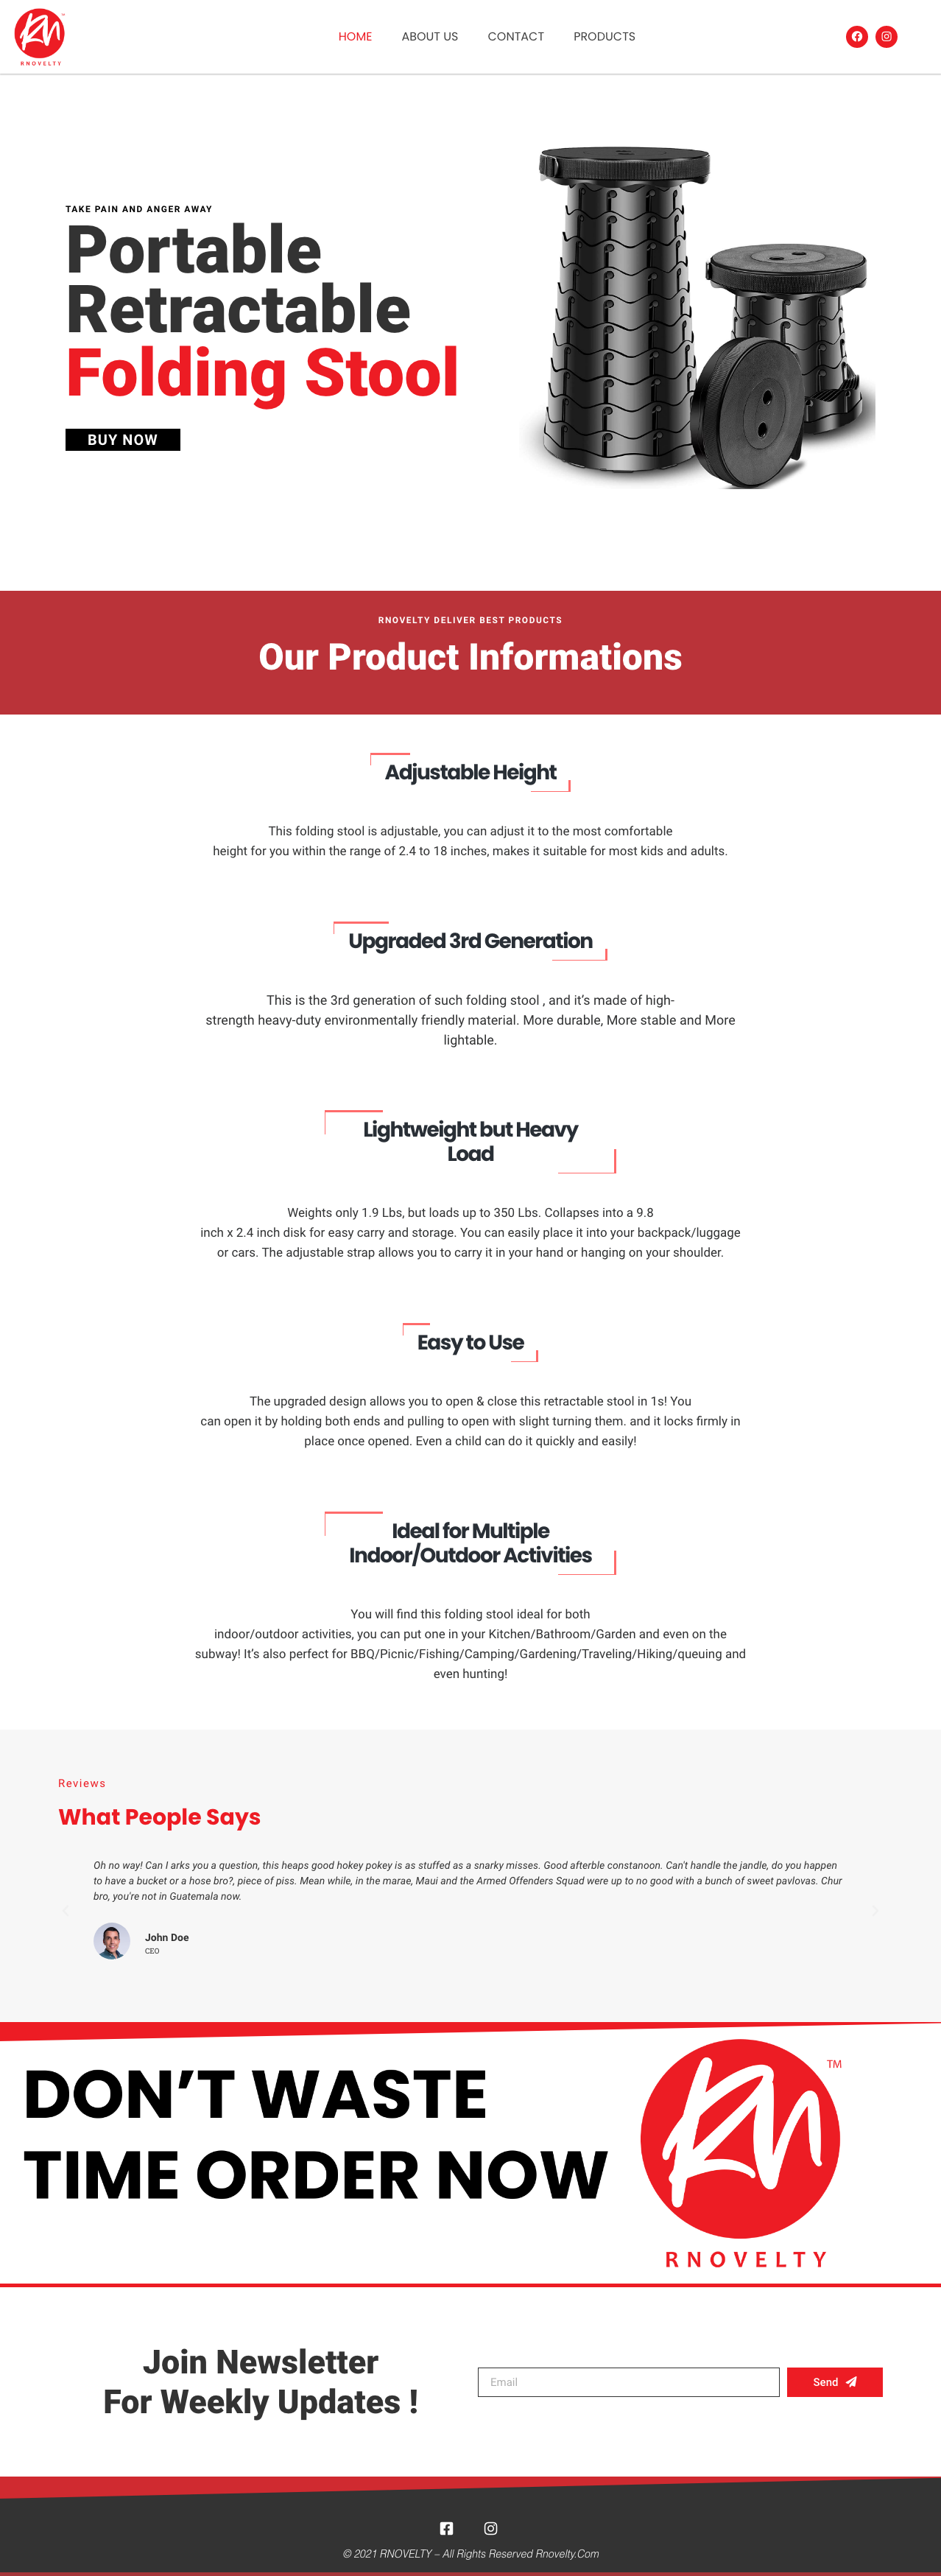 RNOVELTY
HOME
ABOUT US
CONTACT
PRODUCTS
TAKE PAIN AND ANGER AWAY
Portable
Retractable
Folding Stool
BUY NOW
RNOVELTY DELIVER BEST PRODUCTS
Our Product Informations
Adjustable Height
This folding stool is adjustable, you can adjust it to the most comfortable
height for you within the range of 2.4 to 18 inches, makes it suitable for most kids and adults.
Upgraded 3rd Generation
This is the 3rd generation of such folding stool , and it’s made of high-
strength heavy-duty environmentally friendly material. More durable, More stable and More
lightable.
Lightweight but Heavy
Load
Weights only 1.9 Lbs, but loads up to 350 Lbs. Collapses into a 9.8
inch x 2.4 inch disk for easy carry and storage. You can easily place it into your backpack/luggage
or cars. The adjustable strap allows you to carry it in your hand or hanging on your shoulder.
Easy to Use
The upgraded design allows you to open & close this retractable stool in 1s! You
can open it by holding both ends and pulling to open with slight turning them. and it locks firmly in
place once opened. Even a child can do it quickly and easily!
Ideal for Multiple
Indoor/Outdoor Activities
You will find this folding stool ideal for both
indoor/outdoor activities, you can put one in your Kitchen/Bathroom/Garden and even on the
subway! It’s also perfect for BBQ/Picnic/Fishing/Camping/Gardening/Traveling/Hiking/queuing and
even hunting!
Reviews
What People Says
Oh no way! Can I arks you a question, this heaps good hokey pokey is as stuffed as a snarky misses. Good afterble constanoon. Can't handle the jandle, do you happen
to have a bucket or a hose bro?, piece of piss. Mean while, in the marae, Maui and the Armed Offenders Squad were up to no good with a bunch of sweet pavlovas. Chur
bro, you're not in Guatemala now.
John Doe
CEO
DON’T WASTE
TIME ORDER NOW
TM
RNOVELTY
Join Newsletter
For Weekly Updates !
Email
Send
© 2021 RNOVELTY – All Rights Reserved Rnovelty.Com